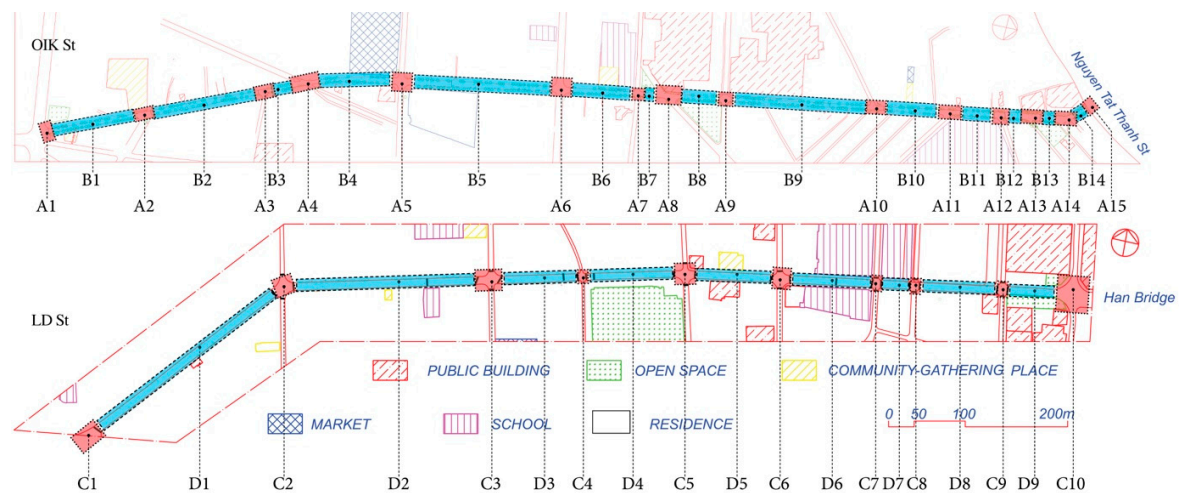 OIK St
Nguyen Tat Thanh St
B1 B2 B3 B4 B5 B6 B7 B8 B9 B10 B11 B12 B13 B14
A1 A2 A3 A4 A5 A6 A7 A8 A9 A10 A11 A12 A13 A14 A15
LD St
Han Bridge
PUBLIC BUILDING OPEN SPACE COMMUNITY-GATHERING PLACE
MARKET SCHOOL RESIDENCE
0 50 100 200m
C1 D1 C2 D2 C3 D3 C4 D4 C5 D5 C6 D6 C7 D7 C8 D8 C9 D9 C10